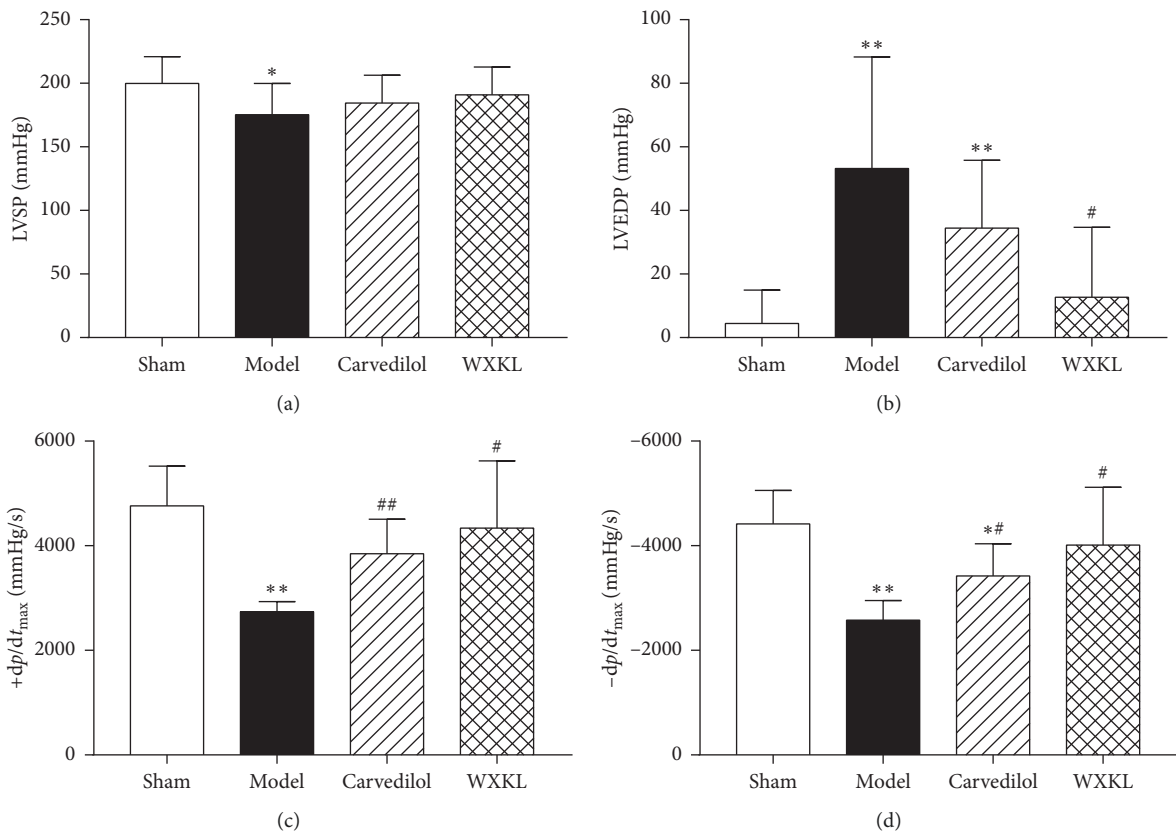 LVSP (mmHg)
250
200
150
100
50
0
*
Sham Model Carvedilol WXKL
(a)
LVEDP (mmHg)
100
80
60
40
20
0
**
**
#
Sham Model Carvedilol WXKL
(b)
+dp/dtmax (mmHg/s)
6000
4000
2000
0
**
##
#
Sham Model Carvedilol WXKL
(c)
−dp/dtmax (mmHg/s)
−6000
−4000
−2000
0
**
*#
#
Sham Model Carvedilol WXKL
(d)